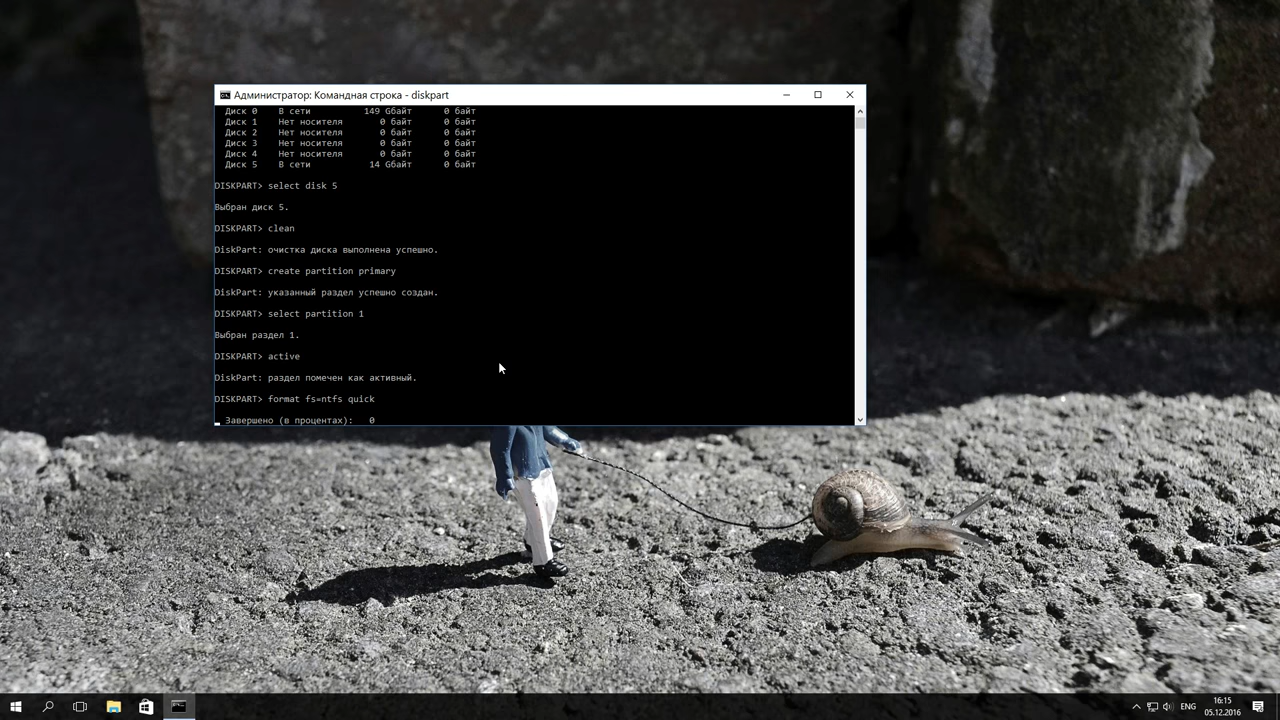 Администратор: Командная строка - diskpart
Диск 0 В сети 149 Gбайт 0 байт
Диск 1 Нет носителя 0 байт 0 байт
Диск 2 Нет носителя 0 байт 0 байт
Диск 3 Нет носителя 0 байт 0 байт
Диск 4 Нет носителя 0 байт 0 байт
Диск 5 В сети 14 Gбайт 0 байт
DISKPART> select disk 5
Выбран диск 5.
DISKPART> clean
DiskPart: очистка диска выполнена успешно.
DISKPART> create partition primary
DiskPart: указанный раздел успешно создан.
DISKPART> select partition 1
Выбран раздел 1.
DISKPART> active
DiskPart: раздел помечен как активный.
DISKPART> format fs=ntfs quick
Завершено (в процентах): 0
ENG
16:15
05.12.2016